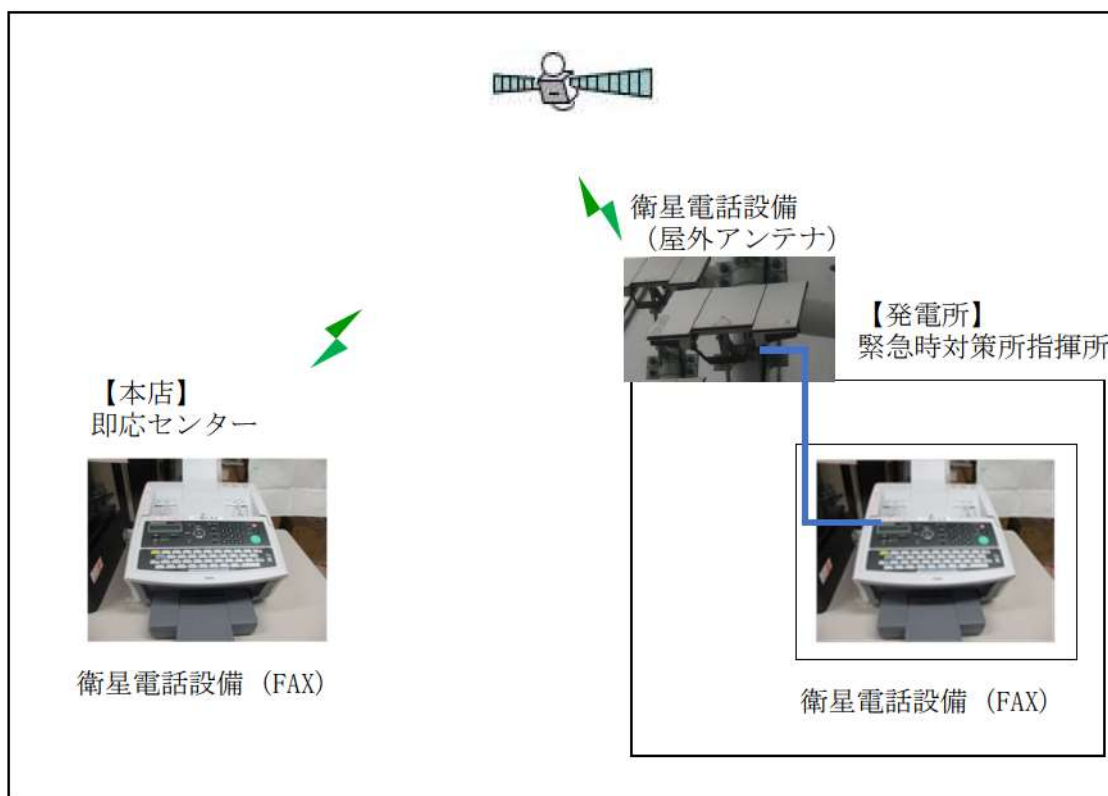 衛星電話設備
（屋外アンテナ）
【発電所】
緊急時対策所指揮所
【本店】
即応センター
衛星電話設備 (FAX)
衛星電話設備 (FAX)